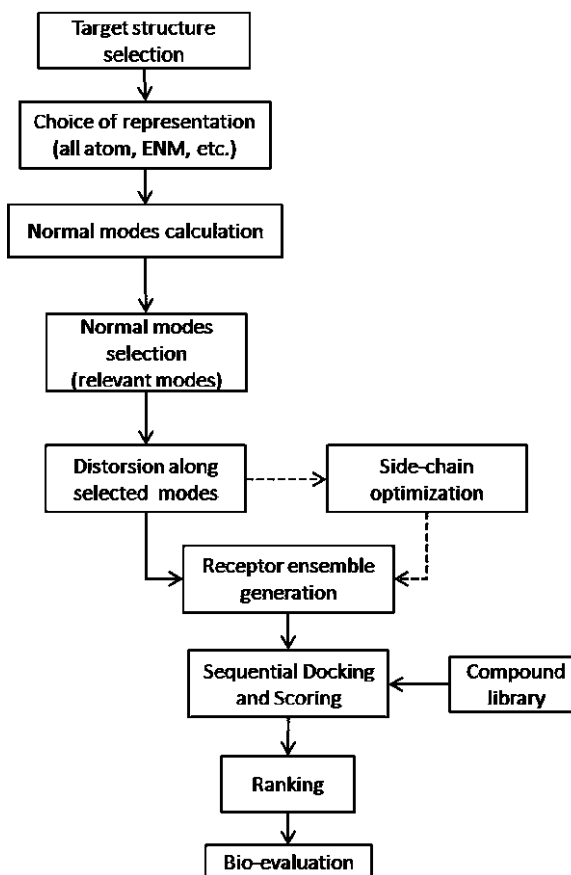 Target structure
selection
Choice of representation
(all atom, ENM, etc.)
Normal modes calculation
Normal modes
selection
(relevant modes)
Distorsion along
selected modes
Side-chain
optimization
Receptor ensemble
generation
Sequential Docking
and Scoring
Compound
library
Ranking
Bio-evaluation